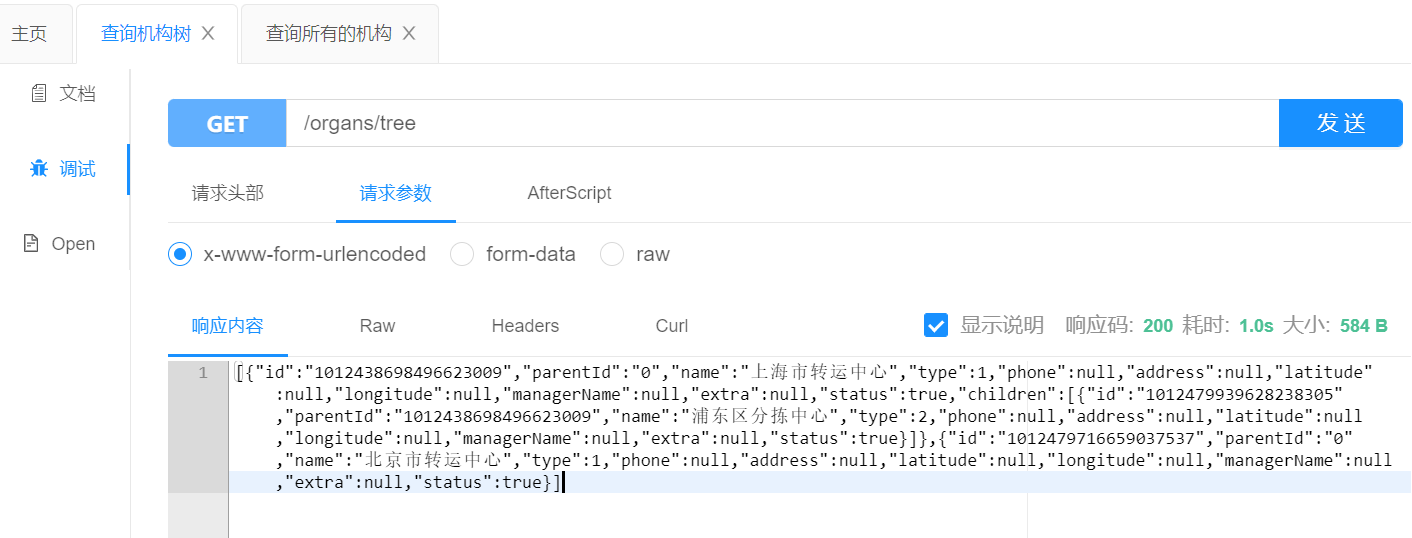 主页 查询机构树 × 查询所有的机构 ×
文档
调试
Open
GET /organs/tree 发 送
请求头部 请求参数 AfterScript
x-www-form-urlencoded form-data raw
响应内容 Raw Headers Curl 显示说明 响应码: 200 耗时: 1.0s 大小: 584 B
1 [{"id":"1012438698496623009","parentId":"0","name":"上海市转运中心","type":1,"phone":null,"address":null,"latitude"
:null,"longitude":null,"managerName":null,"extra":null,"status":true,"children":[{"id":"1012479939628238305"
,"parentId":"1012438698496623009","name":"浦东区分拣中心","type":2,"phone":null,"address":null,"latitude":null
,"longitude":null,"managerName":null,"extra":null,"status":true}]},{"id":"1012479716659037537","parentId":"0"
,"name":"北京市转运中心","type":1,"phone":null,"address":null,"latitude":null,"longitude":null,"managerName":null
,"extra":null,"status":true}]